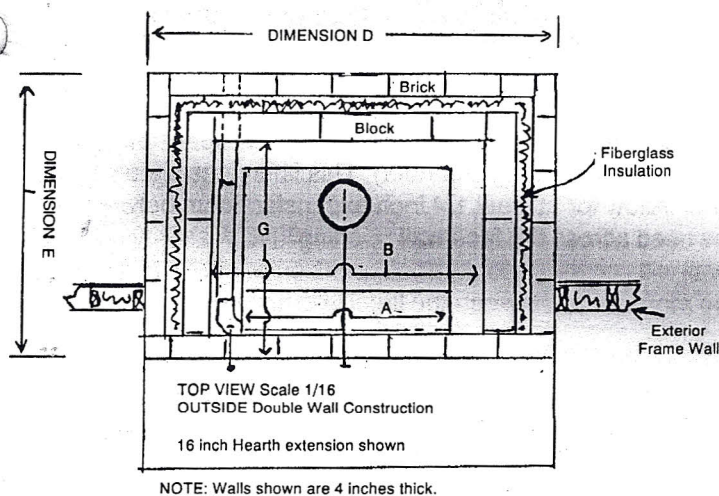 DIMENSION D
Brick
Block
DIMENSION E
Fiberglass
Insulation
G
B
A
Exterior
Frame Wall
TOP VIEW Scale 1/16
OUTSIDE Double Wall Construction
16 inch Hearth extension shown
NOTE: Walls shown are 4 inches thick.